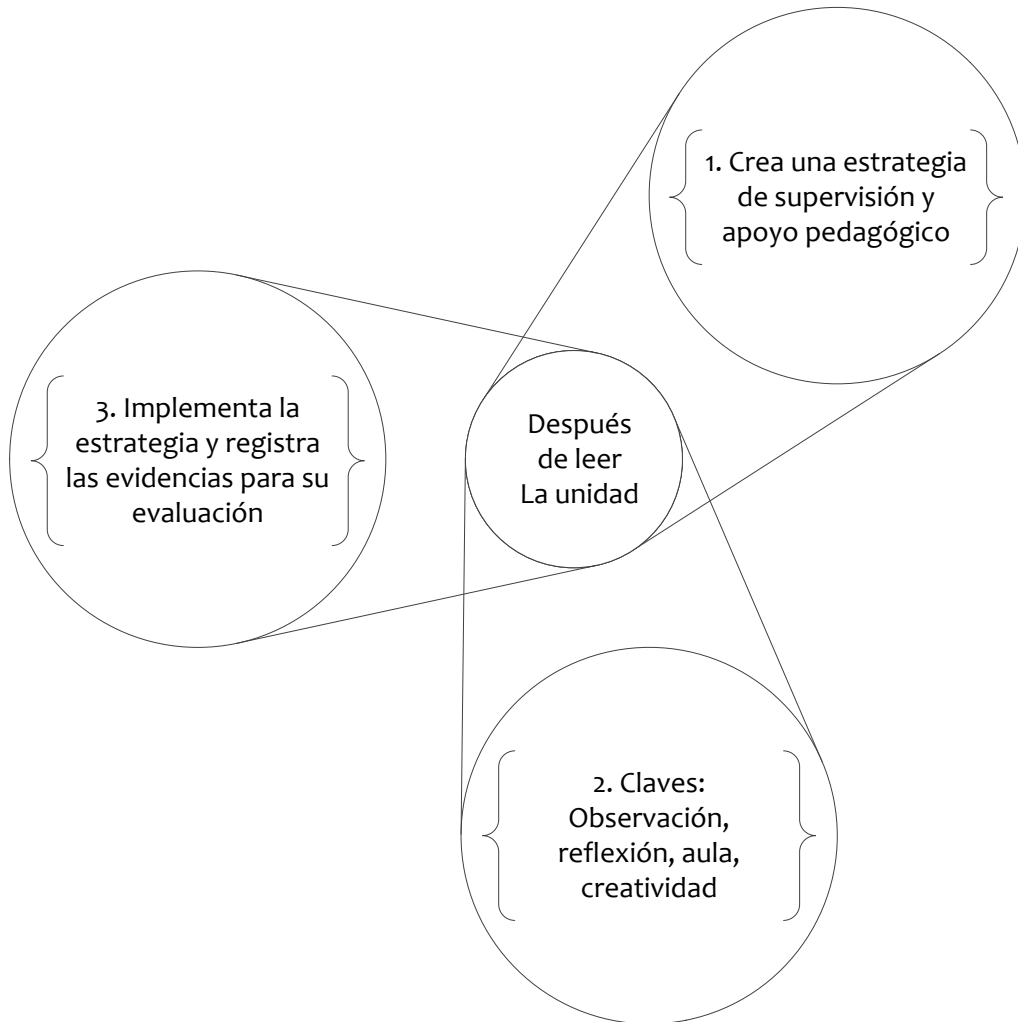 1. Crea una estrategia
de supervisión y
apoyo pedagógico
3. Implementa la
estrategia y registra
las evidencias para su
evaluación
Después
de leer
La unidad
2. Claves:
Observación,
reflexión, aula,
creatividad